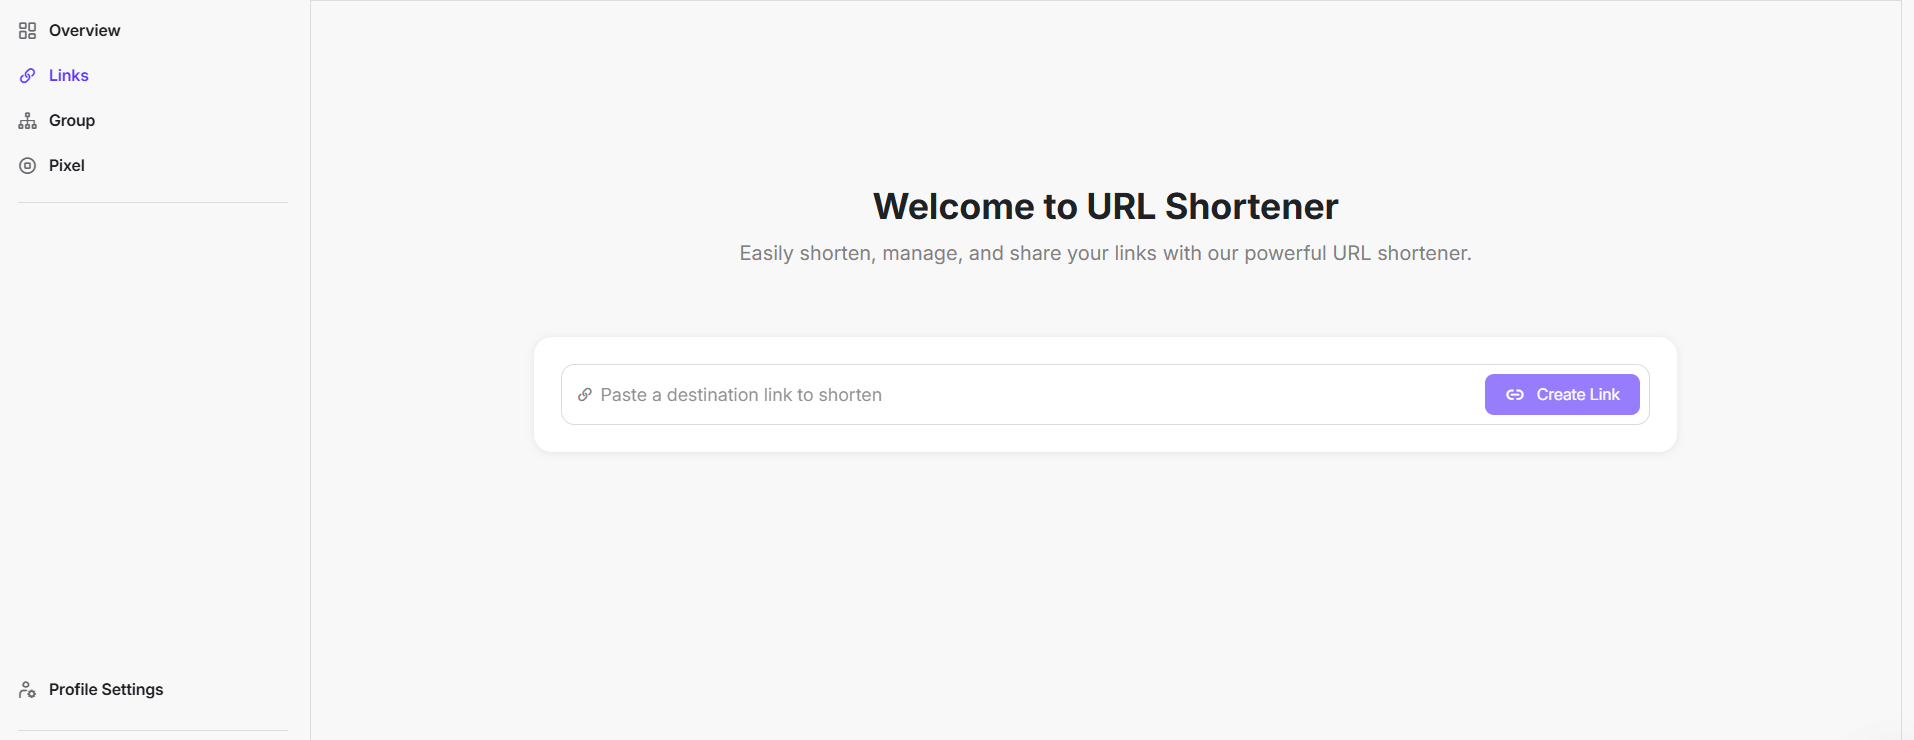 Overview
Links
Group
Pixel
Profile Settings
Welcome to URL Shortener
Easily shorten, manage, and share your links with our powerful URL shortener.
Paste a destination link to shorten
Create Link